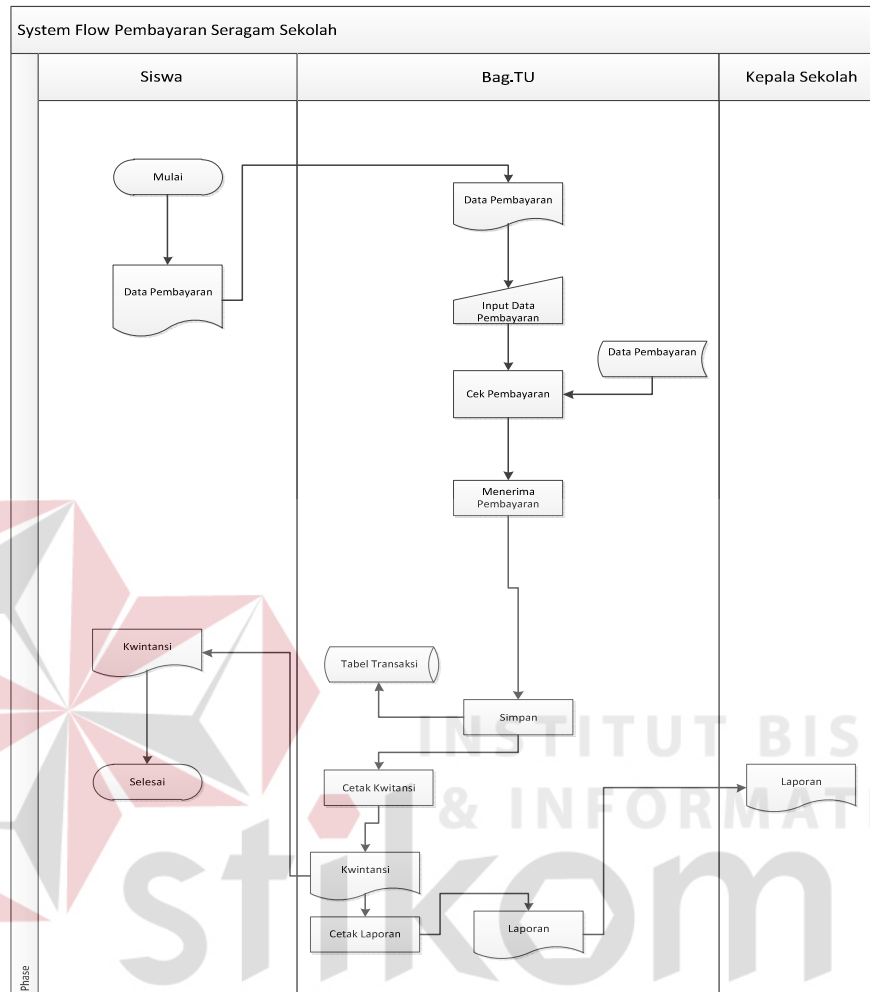 System Flow Pembayaran Seragam Sekolah
Siswa
Bag.TU
Kepala Sekolah
Mulai
Data Pembayaran
Data Pembayaran
Input Data
Pembayaran
Data Pembayaran
Cek Pembayaran
Menerima
Pembayaran
Kwintansi
Tabel Transaksi
Simpan
INSTITUT BIS
Selesai
Cetak Kwitansi
Laporan
& INFORMAT
Kwintansi
stikom
Cetak Laporan
Laporan
Phase